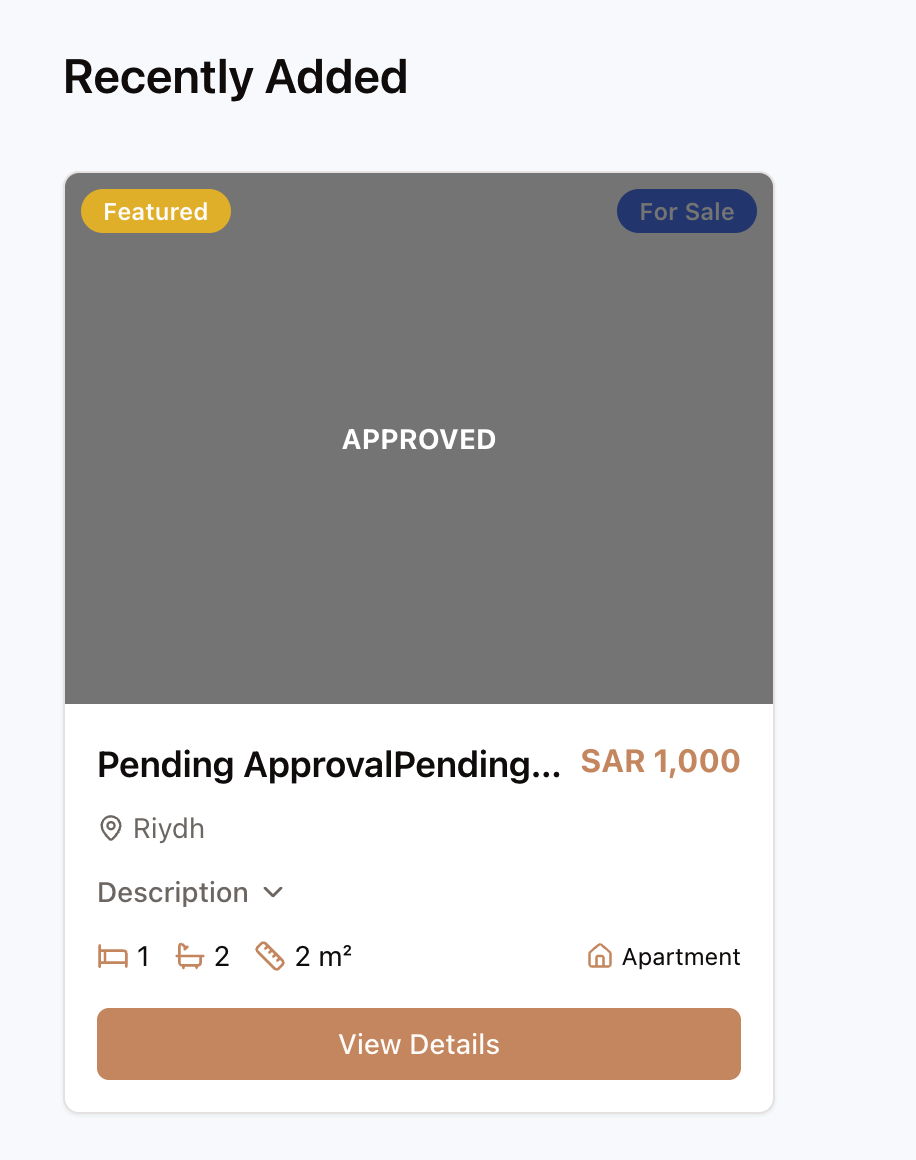 Recently Added
Featured
For Sale
APPROVED
Pending ApprovalPending...
SAR 1,000
Riydh
Description
1 2 2 m² Apartment
View Details